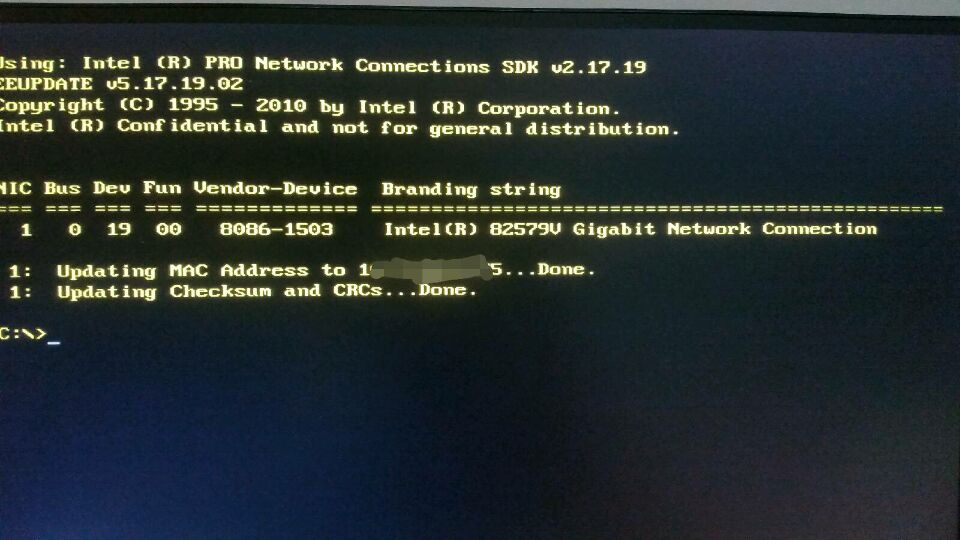 Using: Intel (R) PRO Network Connections SDK v2.17.19
EEUPDATE v5.17.19.02
Copyright (C) 1995 - 2010 by Intel (R) Corporation.
Intel (R) Confidential and not for general distribution.
NIC Bus Dev Fun Vendor-Device Branding string
=== === === === ============= =================================================
1 0 19 00 8086-1503 Intel(R) 82579V Gigabit Network Connection
1: Updating MAC Address to 1 5...Done.
1: Updating Checksum and CRCs...Done.
C:\>_